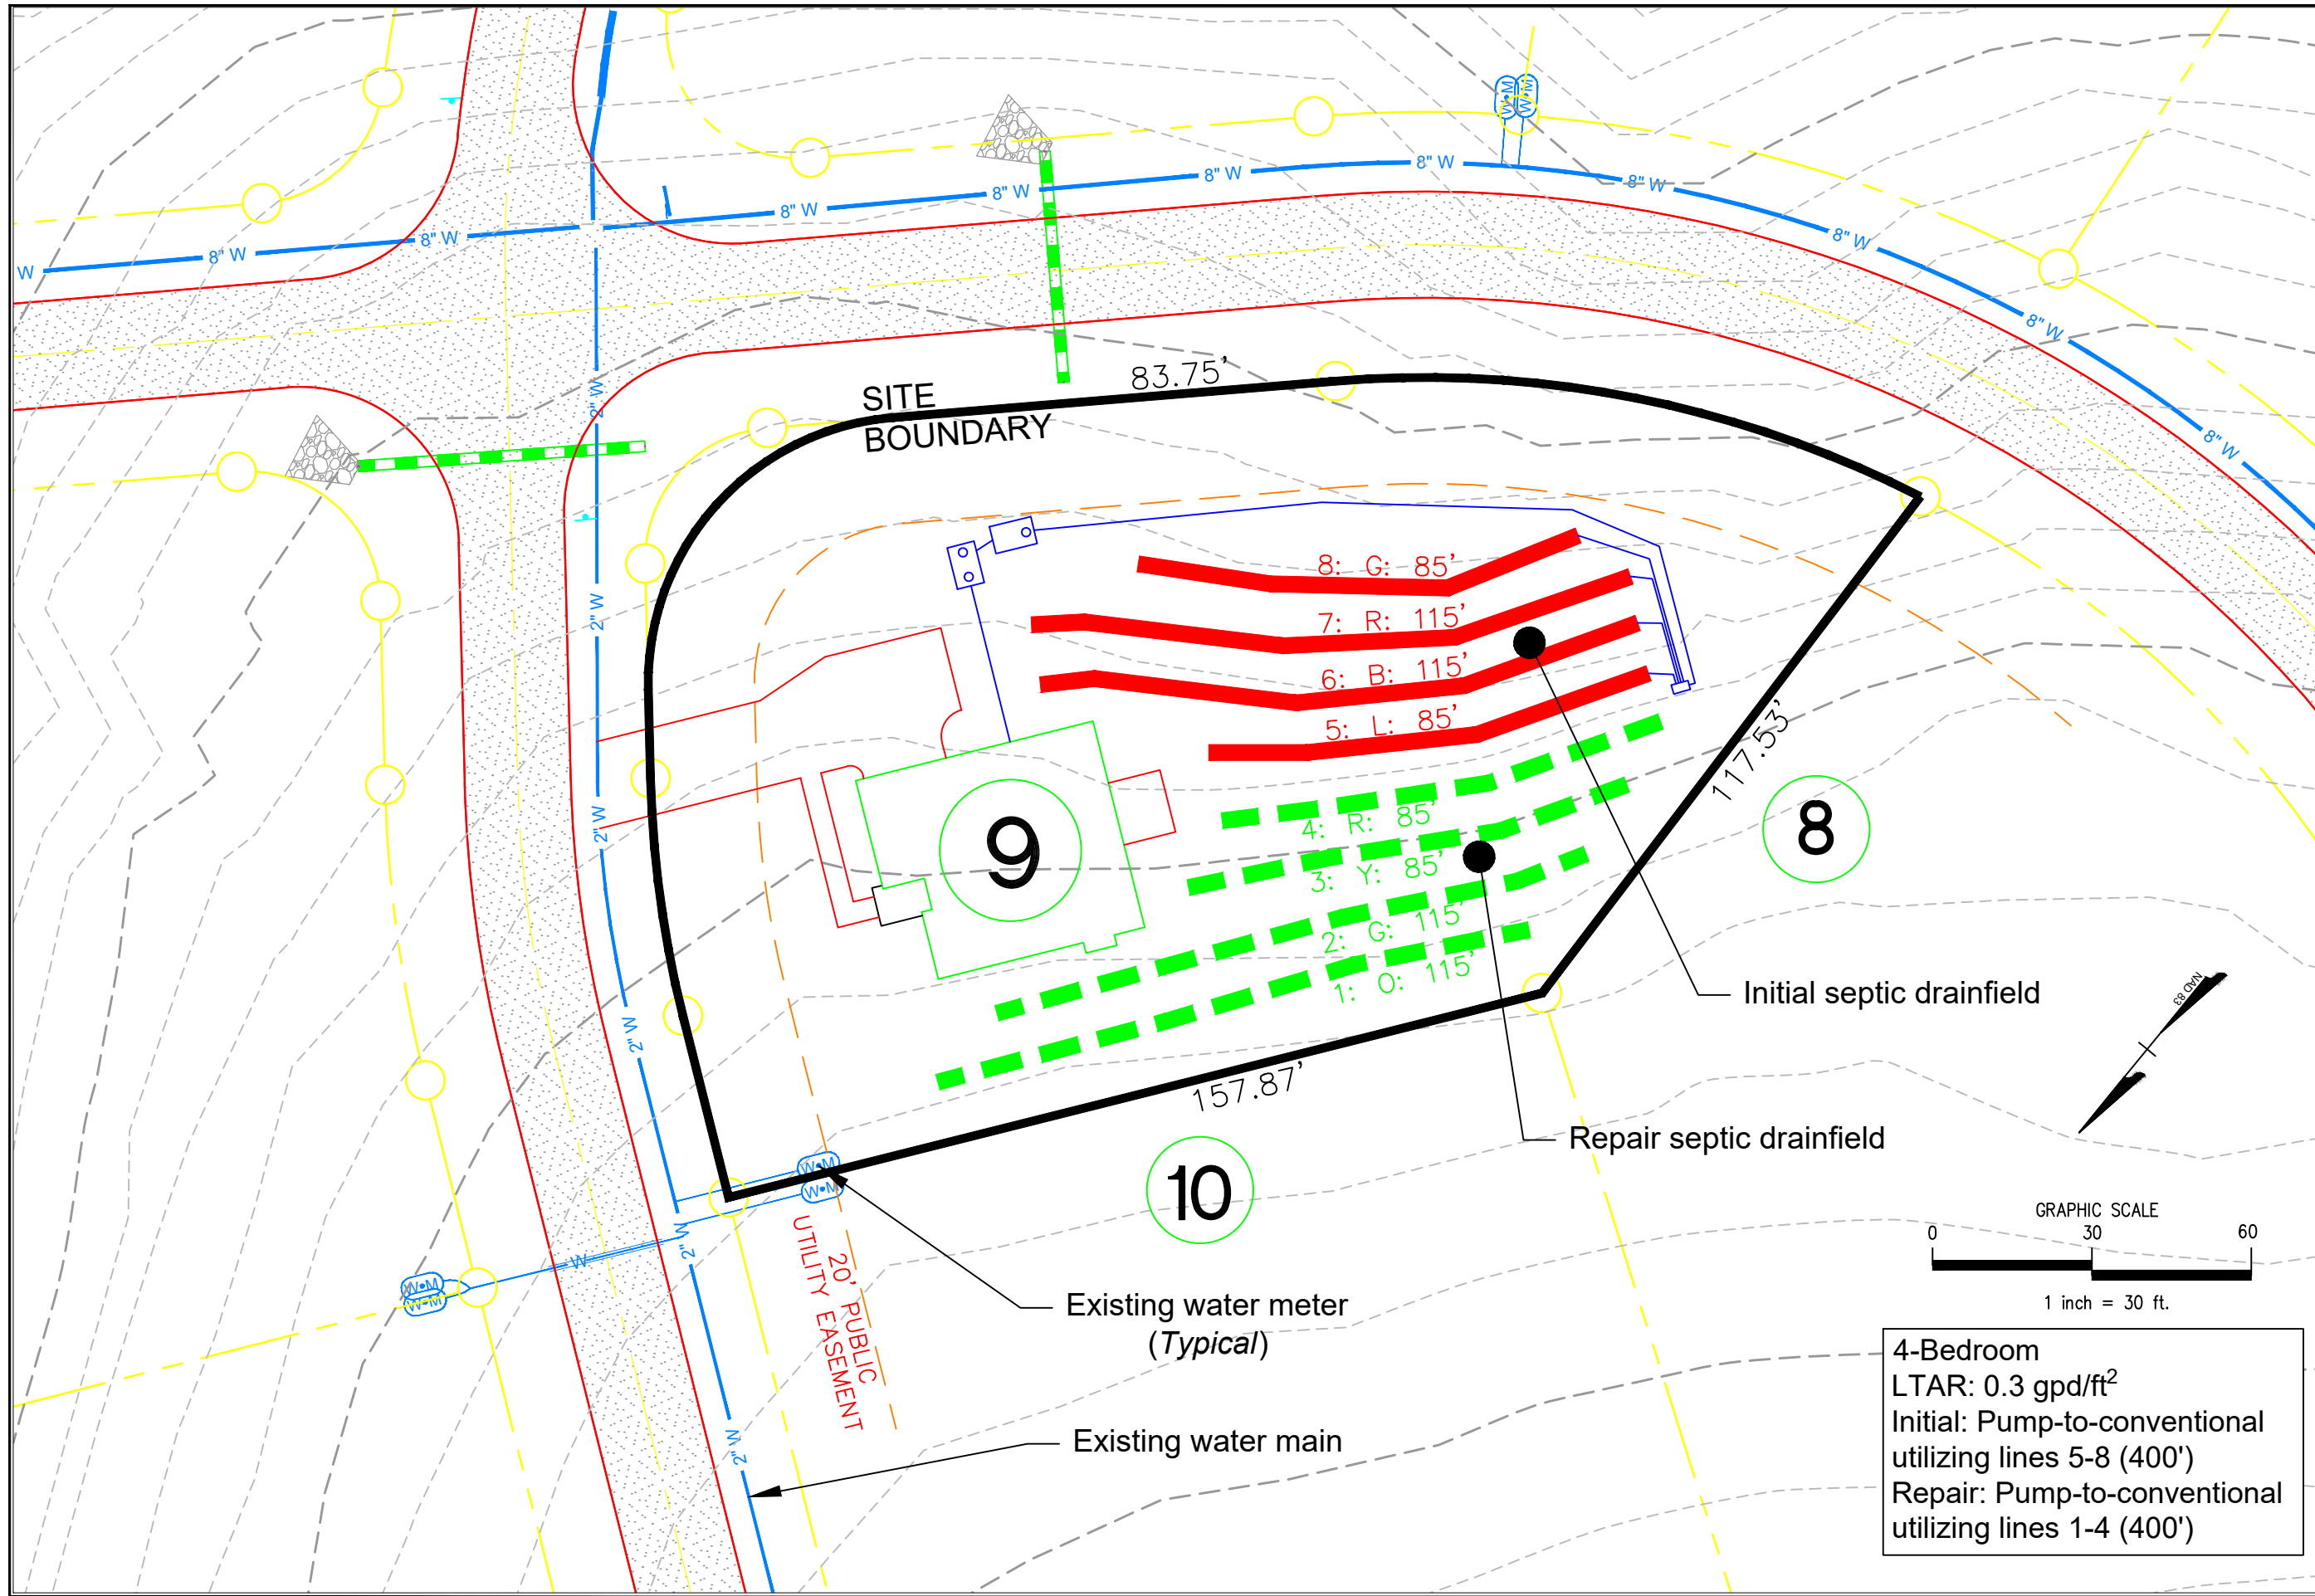 W
8" W
8" W
8" W
8" W
8" W
8" W
8" W
8" W
8" W
8" W
W•M
W•M
2" W
2" W
2" W
2" W
2" W
2" W
SITE
BOUNDARY
83.75'
117.53'
157.87'
8: G: 85'
7: R: 115'
6: B: 115'
5: L: 85'
4: R: 85'
3: Y: 85'
2: G: 115'
1: O: 115'
9
8
10
Initial septic drainfield
Repair septic drainfield
NAD 83
W•M
W•M
W•M
W•M
W
20' PUBLIC
UTILITY EASEMENT
Existing water meter
(Typical)
Existing water main
GRAPHIC SCALE
0 30 60
1 inch = 30 ft.
4-Bedroom
LTAR: 0.3 gpd/ft²
Initial: Pump-to-conventional
utilizing lines 5-8 (400')
Repair: Pump-to-conventional
utilizing lines 1-4 (400')